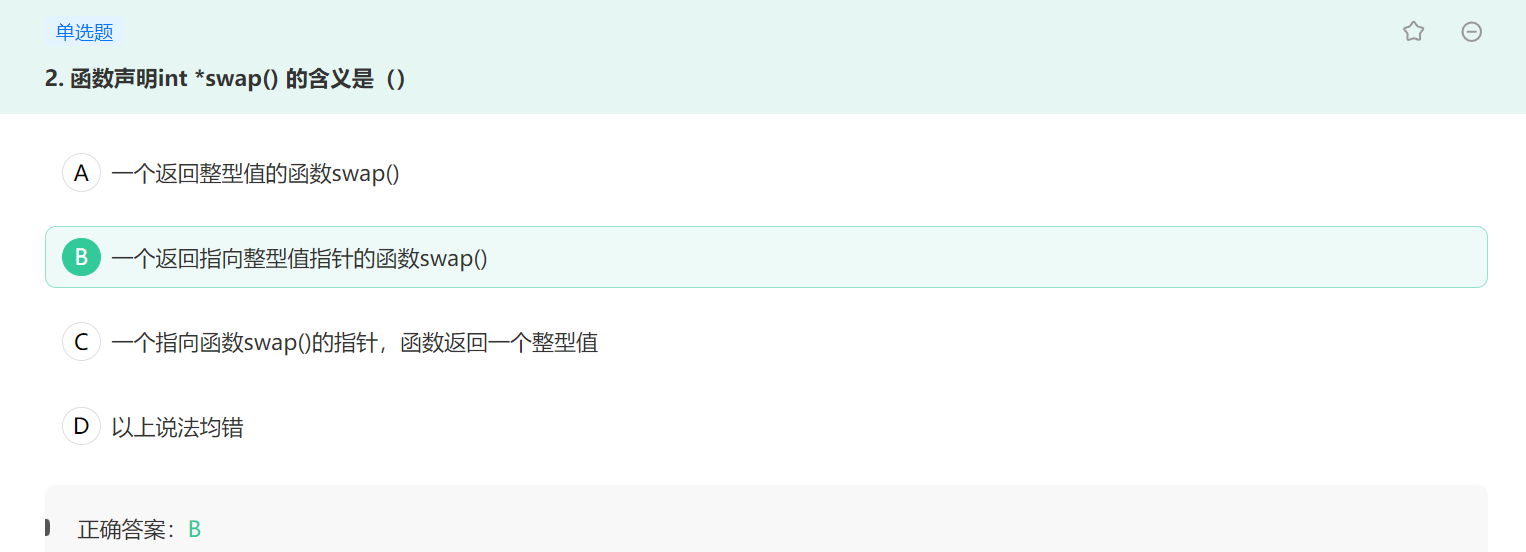 单选题
2. 函数声明int *swap() 的含义是（）
A 一个返回整型值的函数swap()
B 一个返回指向整型值指针的函数swap()
C 一个指向函数swap()的指针，函数返回一个整型值
D 以上说法均错
正确答案：B